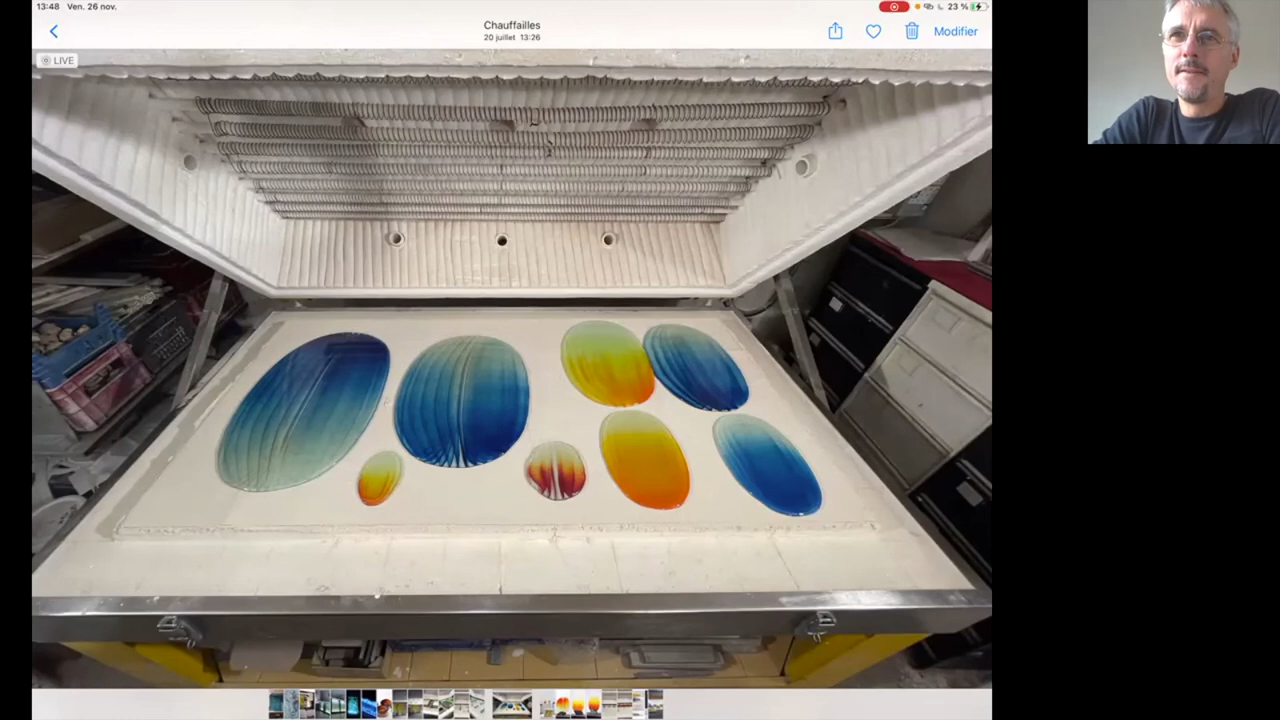 13:48 Ven. 26 nov.
23 %
Chauffailles
20 juillet 13:26
Modifier
LIVE